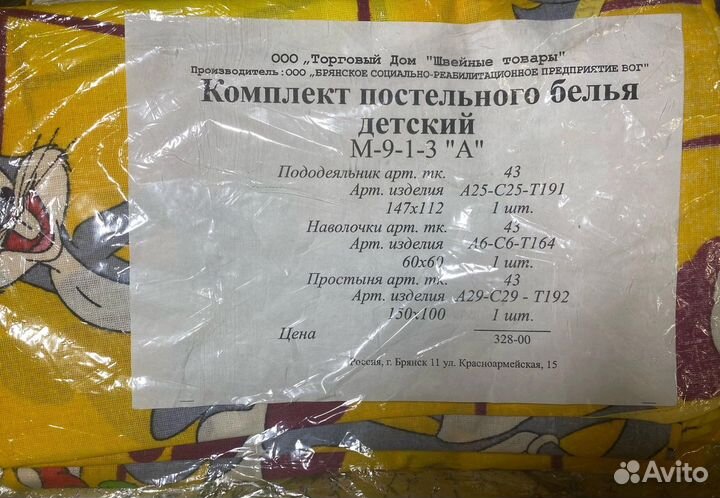 ООО „Торговый Дом "Швейные товары"
Производитель:ООО „БРЯНСКОЕ СОЦИАЛЬНО-РЕАБИЛИТАЦИОННОЕ ПРЕДПРИЯТИЕ ВОГ"
Комплект постельного белья
детский
М-9-1-3 "А"
Пододеяльник арт. тк. 43
Арт. изделия А25-С25-Т191
147х112 1 шт.
Наволочки арт. тк. 43
Арт. изделия А6-С6-Т164
60х60 1 шт.
Простыня арт. тк. 43
Арт. изделия А29-С29 - Т192
150х100 1 шт.
Цена 328-00
Россия, г. Брянск 11 ул. Красноармейская, 15
Avito